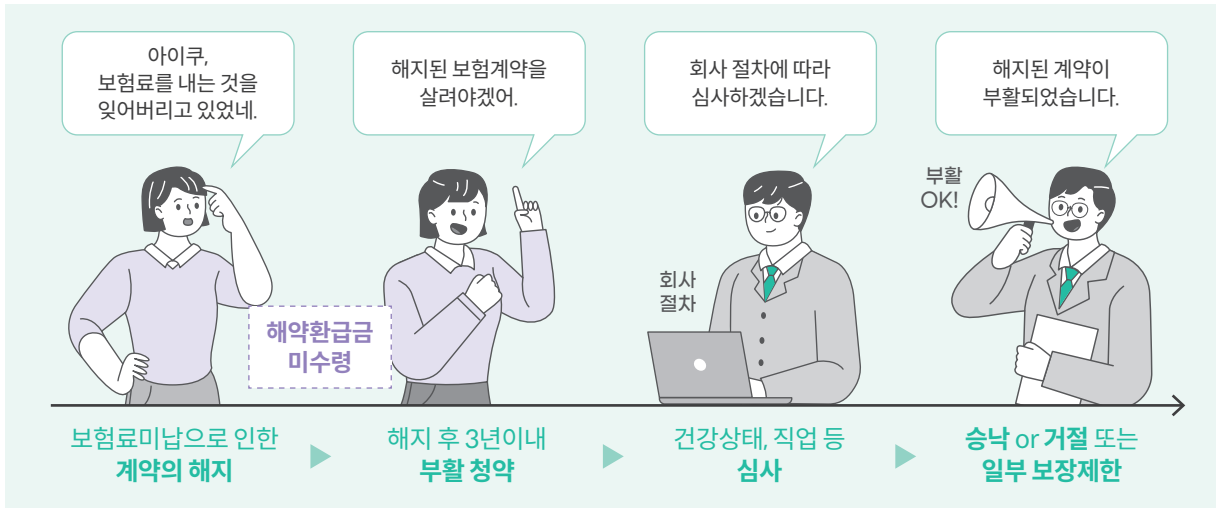 아이쿠,
보험료를 내는 것을
잊어버리고 있었네.
해지된 보험계약을
살려야겠어.
회사 절차에 따라
심사하겠습니다.
해지된 계약이
부활되었습니다.
부활
OK!
회사
절차
해약환급금
미수령
보험료미납으로 인한
계약의 해지
해지 후 3년이내
부활 청약
건강상태, 직업 등
심사
승낙 or 거절 또는
일부 보장제한